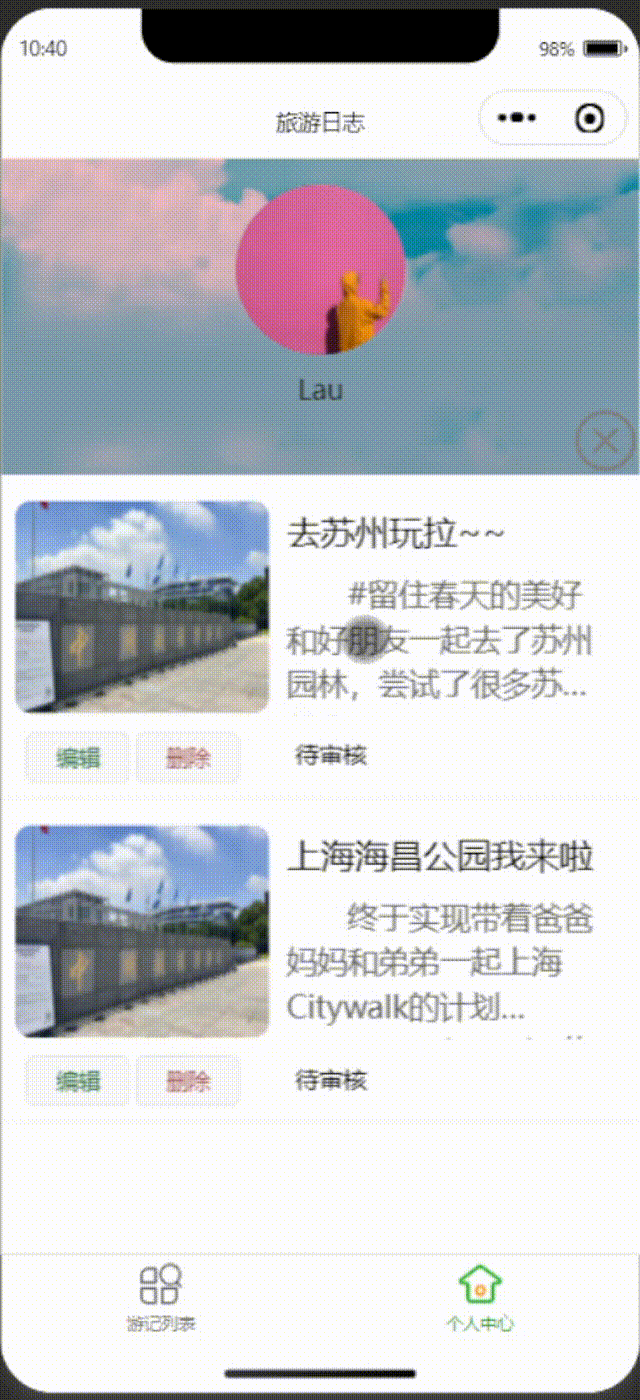 10:40
98%
旅游日志
Lau
去苏州玩拉~~
#留住春天的美好
和好朋友一起去了苏州
园林，尝试了很多苏...
编辑
删除
待审核
上海海昌公园我来啦
终于实现带着爸爸
妈妈和弟弟一起上海
Citywalk的计划...
编辑
删除
待审核
游记列表
个人中心